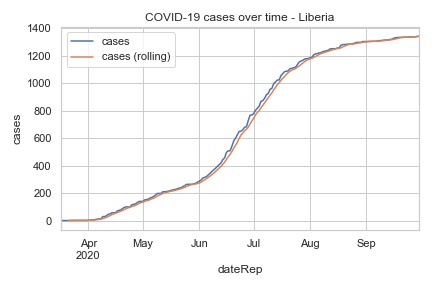 COVID-19 cases over time - Liberia
cases
cases (rolling)
1400
1200
1000
800
600
400
200
0
cases
Apr May Jun Jul Aug Sep
2020
dateRep